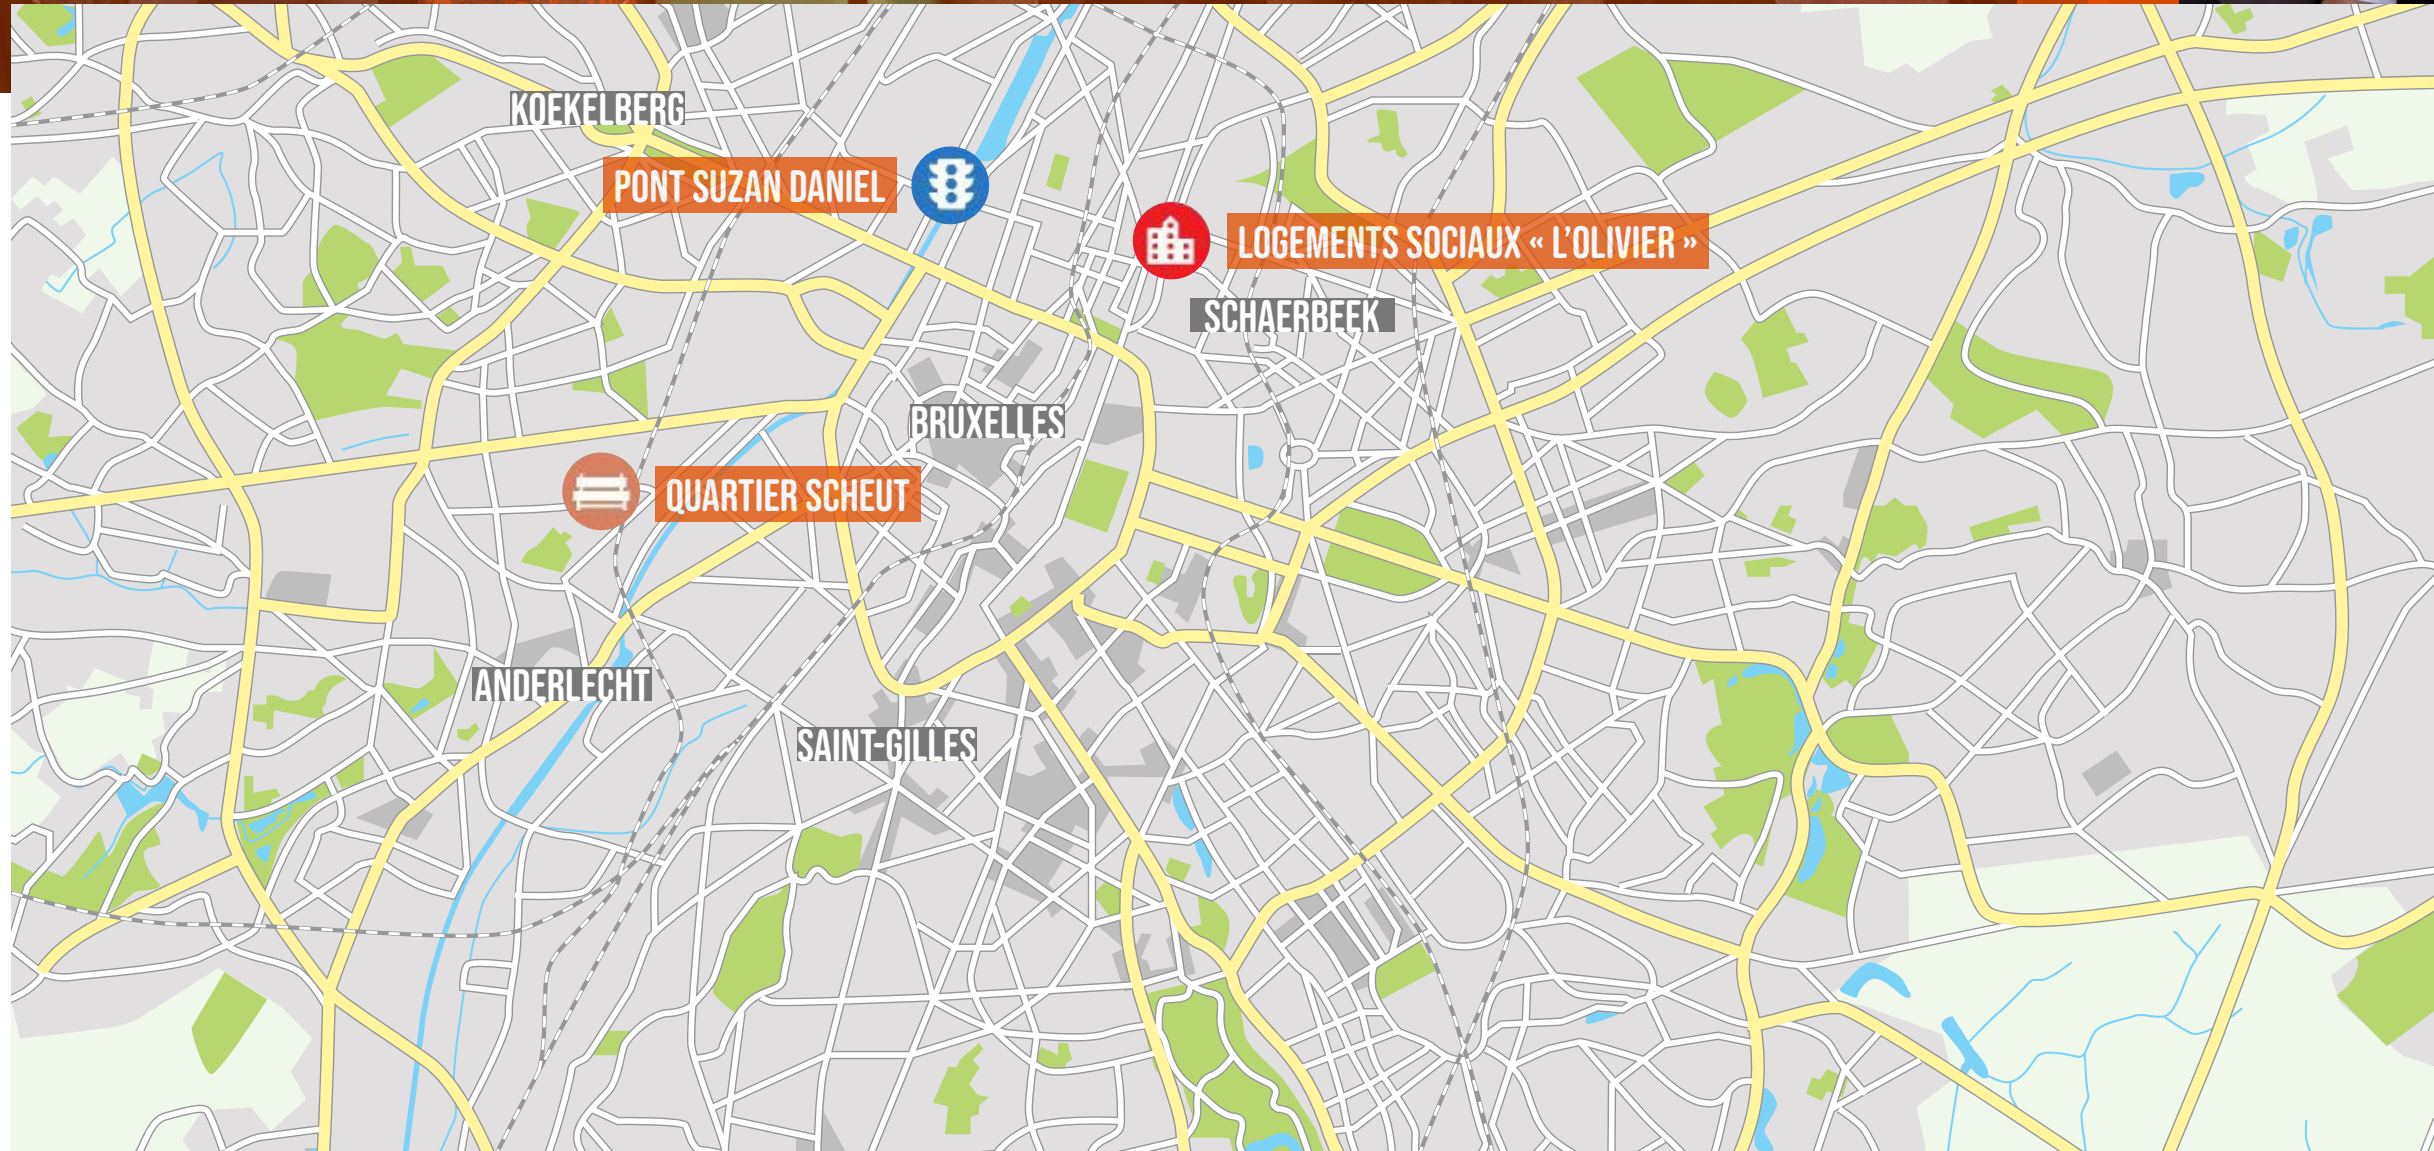 KOEKELBERG
PONT SUZAN DANIEL
LOGEMENTS SOCIAUX « L'OLIVIER »
SCHAERBEEK
BRUXELLES
QUARTIER SCHEUT
ANDERLECHT
SAINT-GILLES